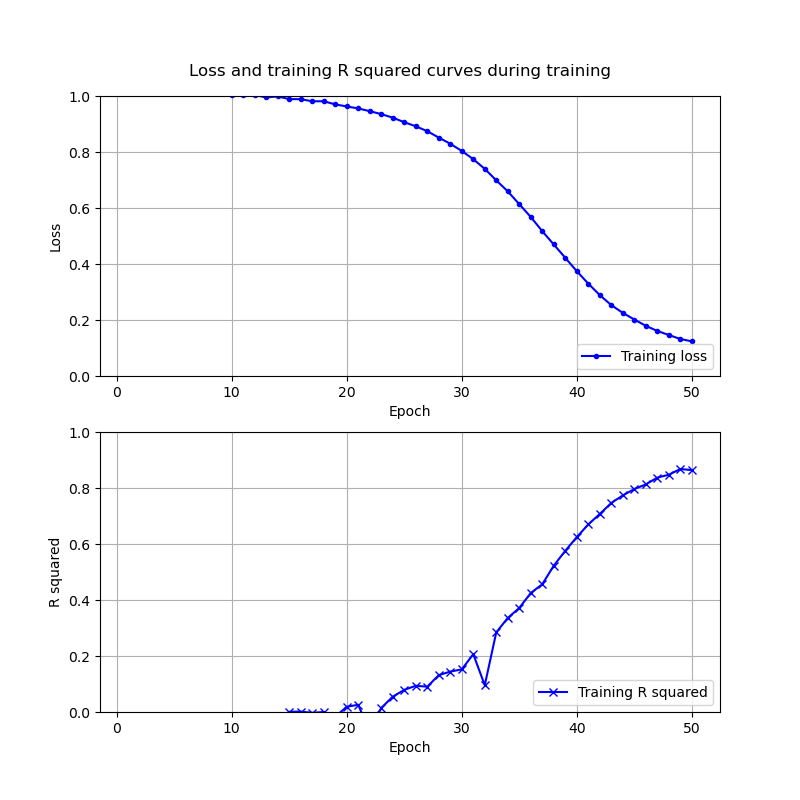 Loss and training R squared curves during training
1.0
0.8
0.6
0.4
0.2
0.0
Loss
Training loss
0 10 20 30 40 50
Epoch
1.0
0.8
0.6
0.4
0.2
0.0
R squared
Training R squared
0 10 20 30 40 50
Epoch